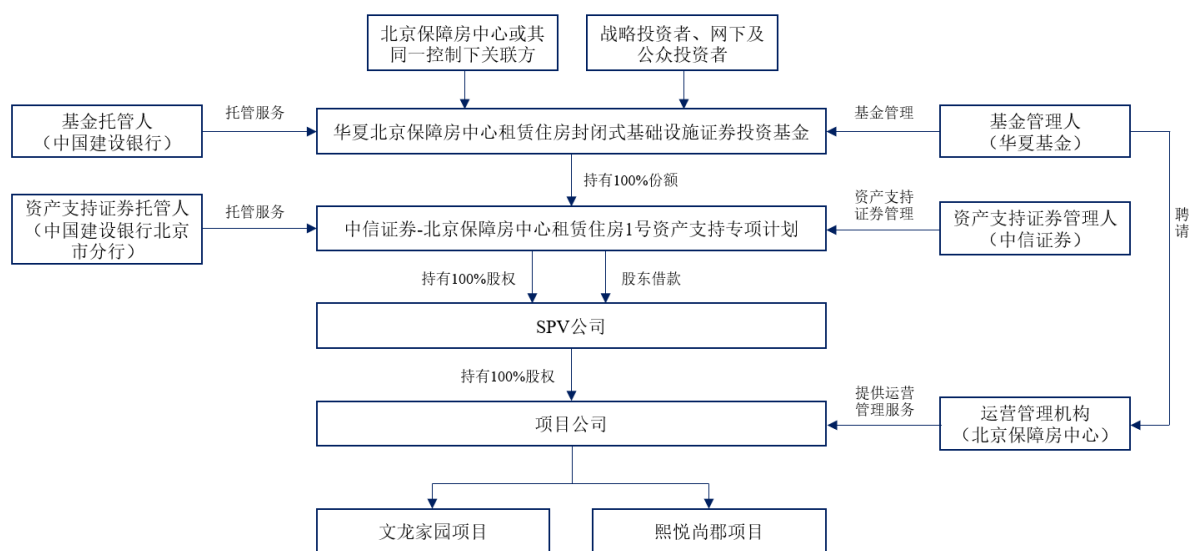 北京保障房中心或其
同一控制下关联方
战略投资者、网下及
公众投资者
基金托管人
（中国建设银行）
托管服务
华夏北京保障房中心租赁住房封闭式基础设施证券投资基金
基金管理
基金管理人
（华夏基金）
持有100%份额
资产支持证券托管人
（中国建设银行北京
市分行）
托管服务
中信证券-北京保障房中心租赁住房1号资产支持专项计划
资产支持
证券管理
资产支持证券管理人
（中信证券）
聘
请
持有100%股权
股东借款
SPV公司
持有100%股权
项目公司
提供运营
管理服务
运营管理机构
（北京保障房中心）
文龙家园项目
熙悦尚郡项目